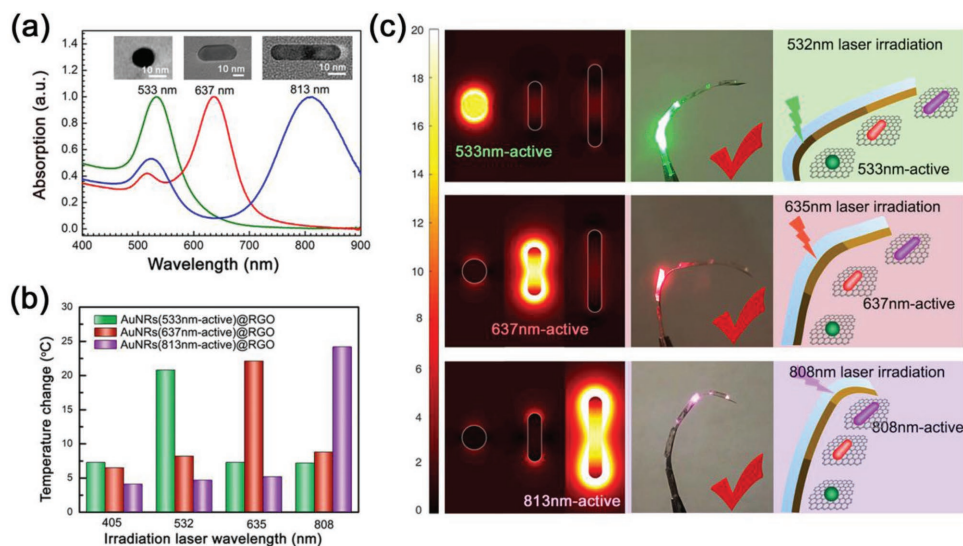 (a)
Absorption (a.u.)
1.4
1.2
1.0
0.8
0.6
0.4
0.2
0.0
10 nm
10 nm
10 nm
533 nm
637 nm
813 nm
400 500 600 700 800 900
Wavelength (nm)
(b)
Temperature change (°C)
30
25
20
15
10
5
0
AuNRs(533nm-active)@RGO
AuNRs(637nm-active)@RGO
AuNRs(813nm-active)@RGO
405 532 635 808
Irradiation laser wavelength (nm)
(c)
20
18
16
14
12
10
8
6
4
2
0
533nm-active
532nm laser irradiation
533nm-active
637nm-active
635nm laser irradiation
637nm-active
813nm-active
808nm laser irradiation
808nm-active